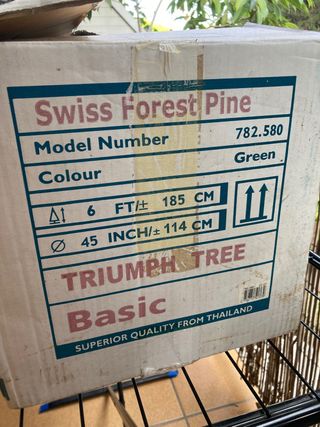 Swiss Forest Pine
Model Number 782.580
Colour Green
6 FT/± 185 CM
Ø 45 INCH/± 114 CM
TRIUMPH TREE
Basic
SUPERIOR QUALITY FROM THAILAND